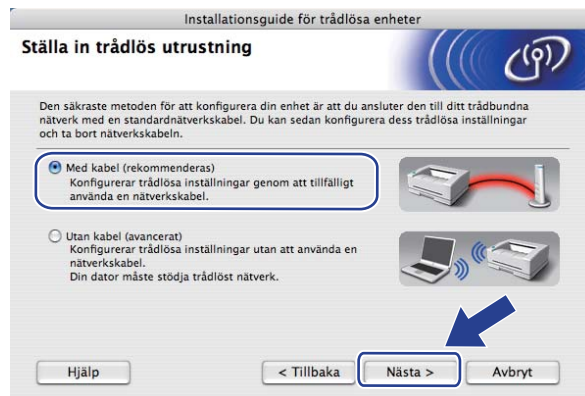 Installationsguide för trådlösa enheter
Ställa in trådlös utrustning
Den säkraste metoden för att konfigurera din enhet är att du ansluter den till ditt trådbundna
nätverk med en standardnätverkskabel. Du kan sedan konfigurera dess trådlösa inställningar
och ta bort nätverkskabeln.
Med kabel (rekommenderas)
Konfigurerar trådlösa inställningar genom att tillfälligt
använda en nätverkskabel.
Utan kabel (avancerat)
Konfigurerar trådlösa inställningar utan att använda en
nätverkskabel.
Din dator måste stödja trådlöst nätverk.
Hjälp < Tillbaka Nästa > Avbryt